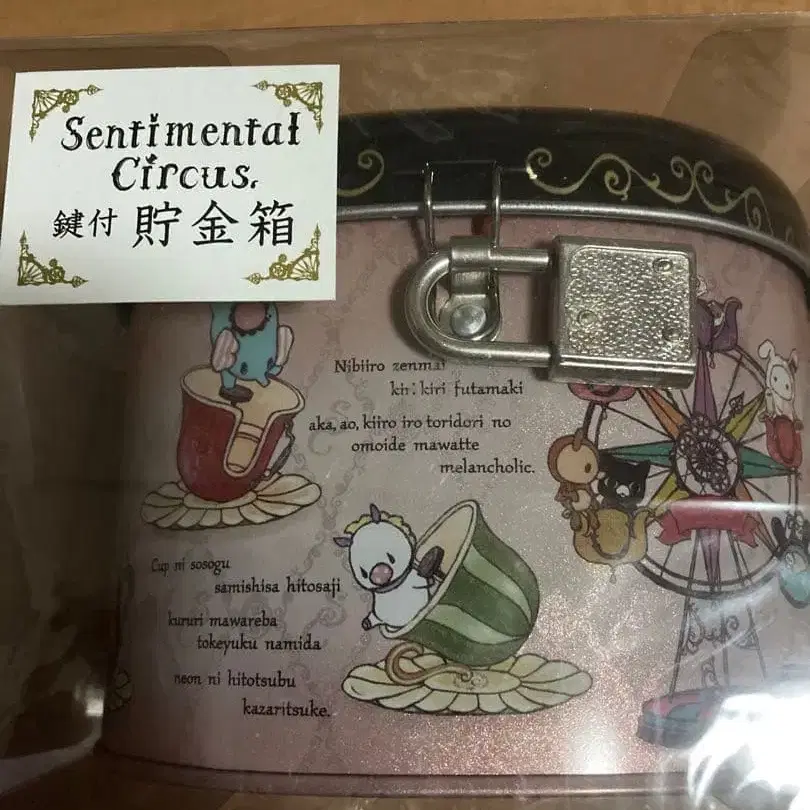 Sentimental
Circus.
鍵付 貯金箱
Nibiiro zenmai
kiri kiri futamaki
aka, ao, kiiro iro toridori no
omoide mawatte
melancholic.
Cup ni sosogu
samishisa hitosaji
kururi mawareba
tokeyuku namida
neon ni hitotsubu
kazaritsuke.